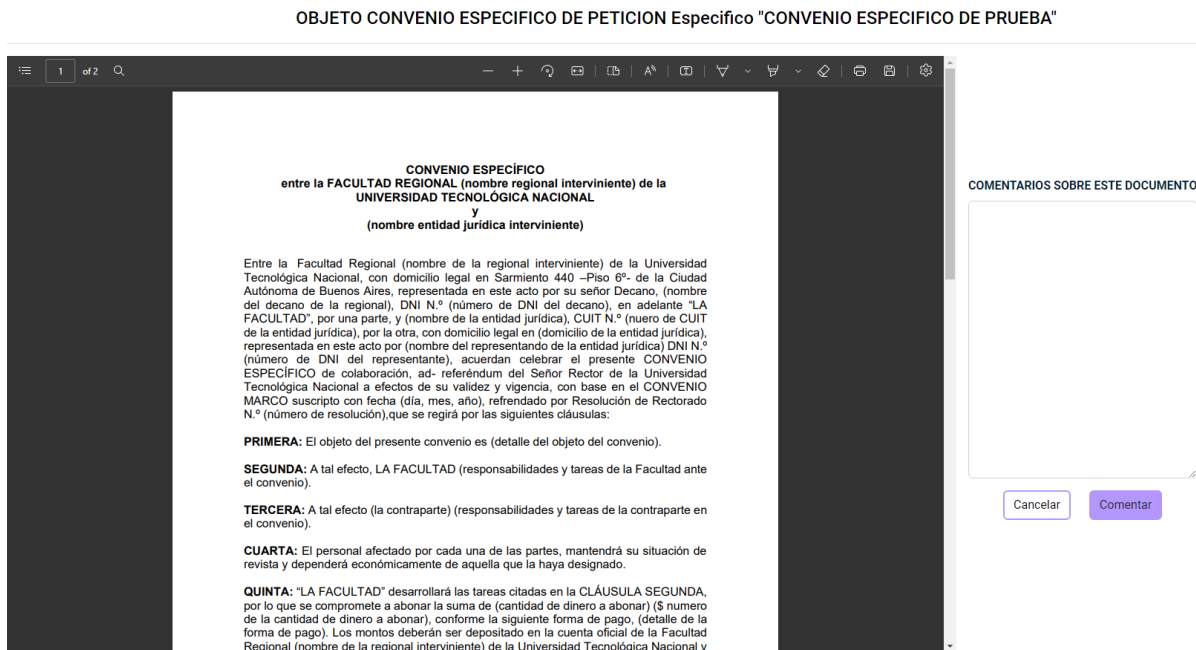 OBJETO CONVENIO ESPECIFICO DE PETICION Especifico "CONVENIO ESPECIFICO DE PRUEBA"
1 of 2
CONVENIO ESPECÍFICO
entre la FACULTAD REGIONAL (nombre regional interviniente) de la
UNIVERSIDAD TECNOLÓGICA NACIONAL
y
(nombre entidad jurídica interviniente)
Entre la Facultad Regional (nombre de la regional interviniente) de la Universidad
Tecnológica Nacional, con domicilio legal en Sarmiento 440 –Piso 6º- de la Ciudad
Autónoma de Buenos Aires, representada en este acto por su señor Decano, (nombre
del decano de la regional), DNI N.º (número de DNI del decano), en adelante “LA
FACULTAD”, por una parte, y (nombre de la entidad jurídica), CUIT N.º (nuero de CUIT
de la entidad jurídica), por la otra, con domicilio legal en (domicilio de la entidad jurídica),
representada en este acto por (nombre del representando de la entidad jurídica) DNI N.º
(número de DNI del representante), acuerdan celebrar el presente CONVENIO
ESPECÍFICO de colaboración, ad- referéndum del Señor Rector de la Universidad
Tecnológica Nacional a efectos de su validez y vigencia, con base en el CONVENIO
MARCO suscripto con fecha (día, mes, año), refrendado por Resolución de Rectorado
N.º (número de resolución),que se regirá por las siguientes cláusulas:
PRIMERA: El objeto del presente convenio es (detalle del objeto del convenio).
SEGUNDA: A tal efecto, LA FACULTAD (responsabilidades y tareas de la Facultad ante
el convenio).
TERCERA: A tal efecto (la contraparte) (responsabilidades y tareas de la contraparte en
el convenio).
CUARTA: El personal afectado por cada una de las partes, mantendrá su situación de
revista y dependerá económicamente de aquella que la haya designado.
QUINTA: “LA FACULTAD” desarrollará las tareas citadas en la CLÁUSULA SEGUNDA,
por lo que se compromete a abonar la suma de (cantidad de dinero a abonar) ($ numero
de la cantidad de dinero a abonar), conforme la siguiente forma de pago, (detalle de la
forma de pago). Los montos deberán ser depositado en la cuenta oficial de la Facultad
Regional (nombre de la regional interviniente) de la Universidad Tecnológica Nacional y
COMENTARIOS SOBRE ESTE DOCUMENTO
Cancelar Comentar